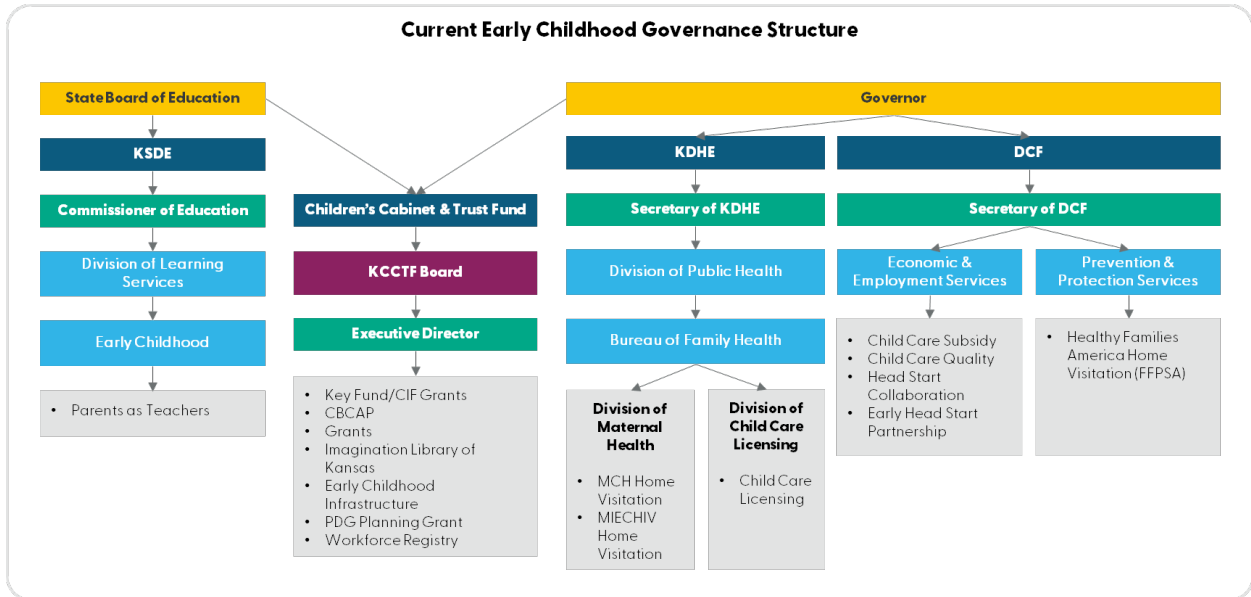 Current Early Childhood Governance Structure
State Board of Education
Governor
KSDE
KDHE
DCF
Commissioner of Education
Children's Cabinet & Trust Fund
Secretary of KDHE
Secretary of DCF
Division of Learning
Services
KCCTF Board
Division of Public Health
Economic &
Employment Services
Prevention &
Protection Services
Early Childhood
Executive Director
Bureau of Family Health
• Parents as Teachers
• Key Fund/CIF Grants
• CBCAP
• Grants
• Imagination Library of
Kansas
• Early Childhood
Infrastructure
• PDG Planning Grant
• Workforce Registry
Division of
Maternal
Health
• MCH Home
Visitation
• MIECHIV
Home
Visitation
Division of
Child Care
Licensing
• Child Care
Licensing
• Child Care Subsidy
• Child Care Quality
• Head Start
Collaboration
• Early Head Start
Partnership
• Healthy Families
America Home
Visitation (FFPSA)